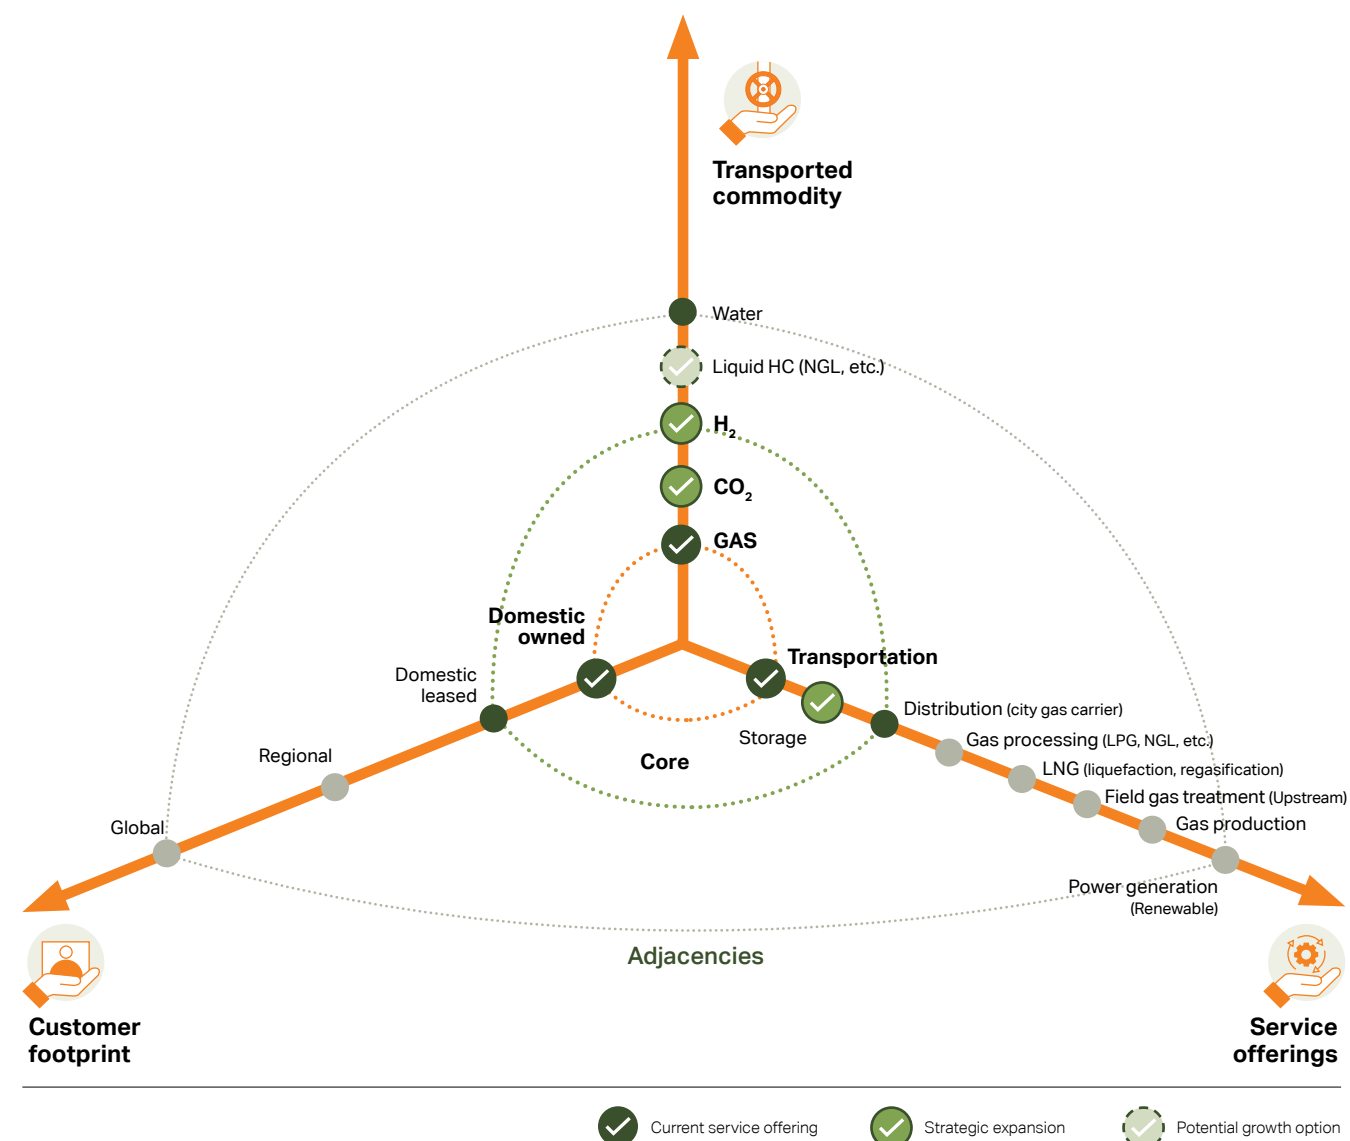 Transported
commodity
Water
Liquid HC (NGL, etc.)
H₂
CO₂
GAS
Domestic
owned
Transportation
Domestic
leased
Distribution (city gas carrier)
Storage
Gas processing (LPG, NGL, etc.)
Regional
Core
LNG (liquefaction, regasification)
Field gas treatment (Upstream)
Global
Gas production
Power generation
(Renewable)
Adjacencies
Customer
footprint
Service
offerings
Current service offering
Strategic expansion
Potential growth option